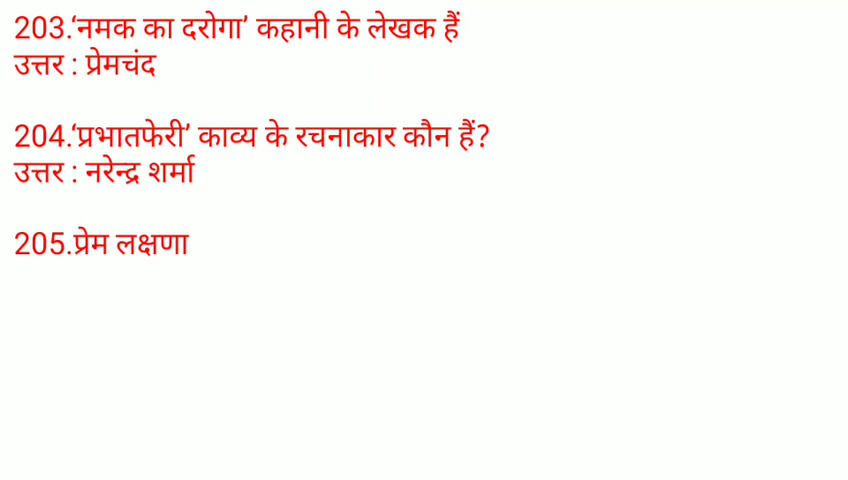 203.‘नमक का दरोगा’ कहानी के लेखक हैं
उत्तर : प्रेमचंद
204.‘प्रभातफेरी’ काव्य के रचनाकार कौन हैं?
उत्तर : नरेन्द्र शर्मा
205.प्रेम लक्षणा